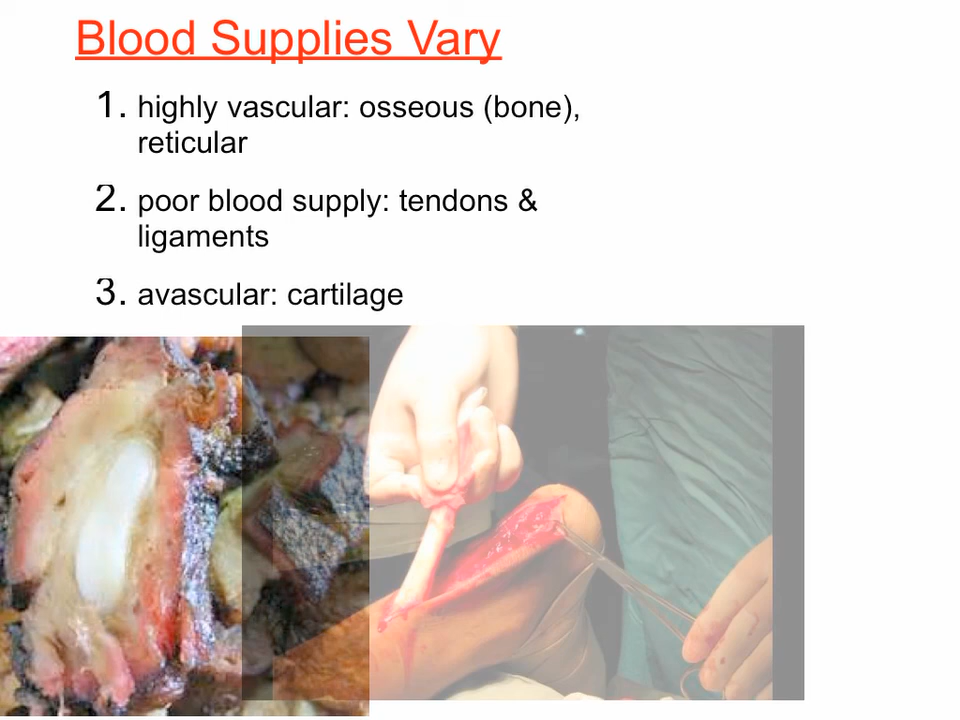 Blood Supplies Vary
1. highly vascular: osseous (bone),
reticular
2. poor blood supply: tendons &
ligaments
3. avascular: cartilage